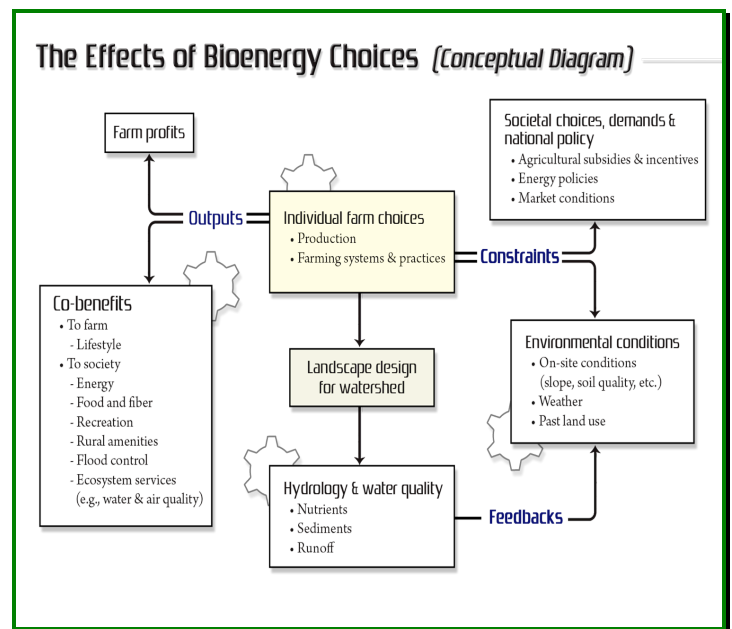 The Effects of Bioenergy Choices (Conceptual Diagram)
Farm profits
Societal choices, demands &
national policy
• Agricultural subsidies & incentives
• Energy policies
• Market conditions
Outputs
Individual farm choices
• Production
• Farming systems & practices
Constraints
Co-benefits
• To farm
- Lifestyle
• To society
- Energy
- Food and fiber
- Recreation
- Rural amenities
- Flood control
- Ecosystem services
(e.g., water & air quality)
Landscape design
for watershed
Environmental conditions
• On-site conditions
(slope, soil quality, etc.)
• Weather
• Past land use
Hydrology & water quality
• Nutrients
• Sediments
• Runoff
Feedbacks